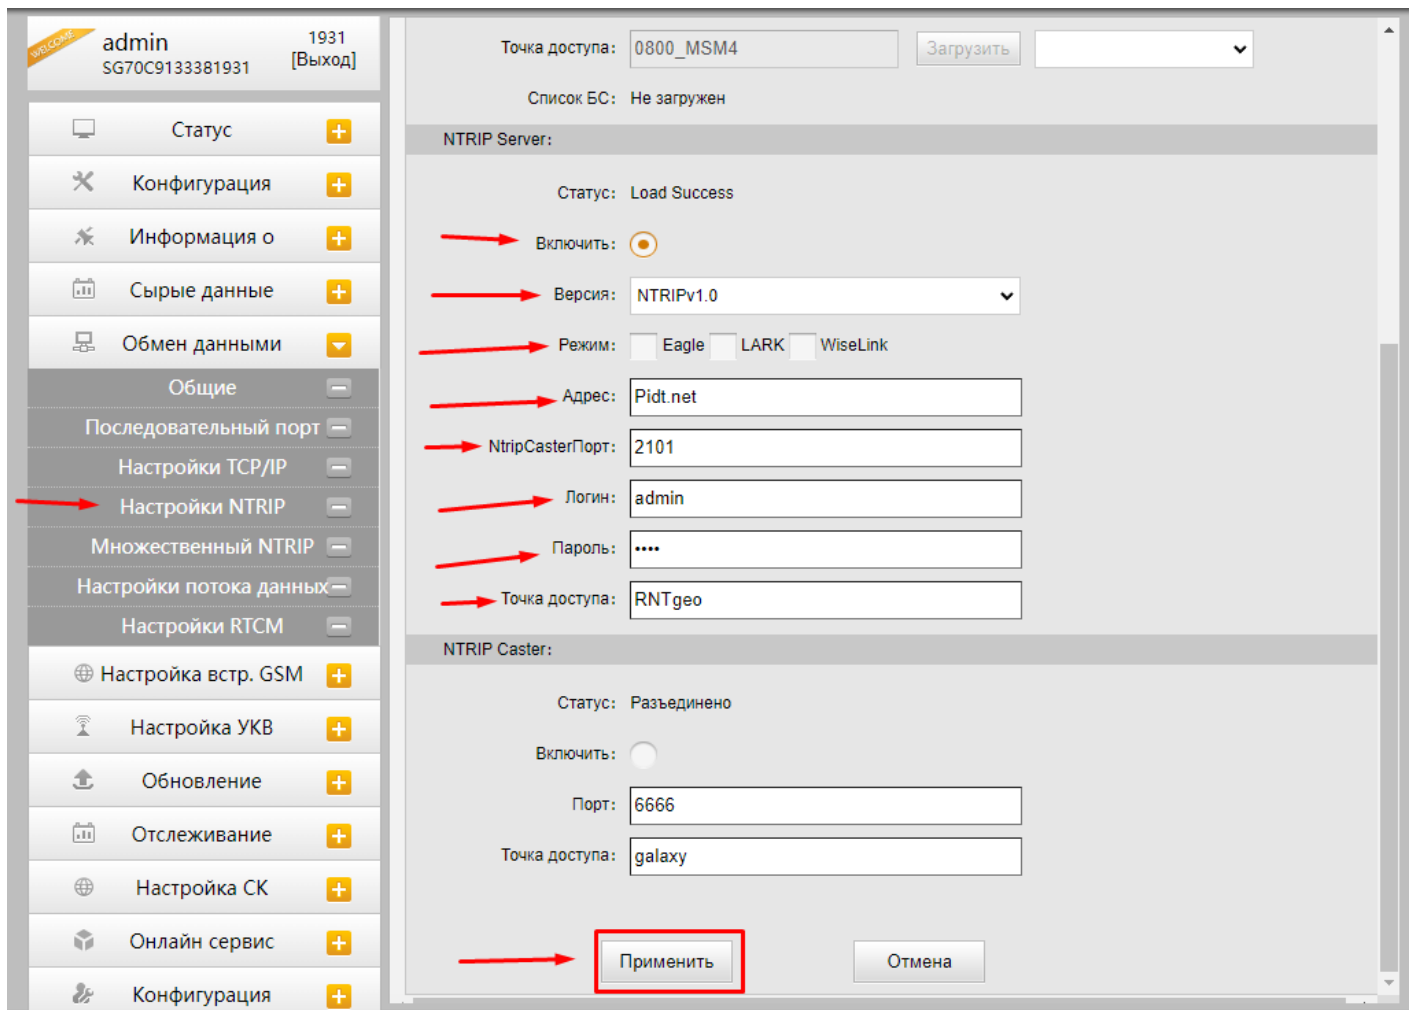 WELCOME
admin
1931
SG70C9133381931
[Выход]
Статус
Конфигурация
Информация о
Сырые данные
Обмен данными
Общие
Последовательный порт
Настройки TCP/IP
Настройки NTRIP
Множественный NTRIP
Настройки потока данных
Настройки RTCM
Настройка встр. GSM
Настройка УКВ
Обновление
Отслеживание
Настройка СК
Онлайн сервис
Конфигурация
Точка доступа: 0800_MSM4 Загрузить
Список БС: Не загружен
NTRIP Server:
Статус: Load Success
Включить:
Версия: NTRIPv1.0
Режим: Eagle LARK WiseLink
Адрес: Pidt.net
NtripCasterПорт: 2101
Логин: admin
Пароль: ••••
Точка доступа: RNTgeo
NTRIP Caster:
Статус: Разъединено
Включить:
Порт: 6666
Точка доступа: galaxy
Применить Отмена